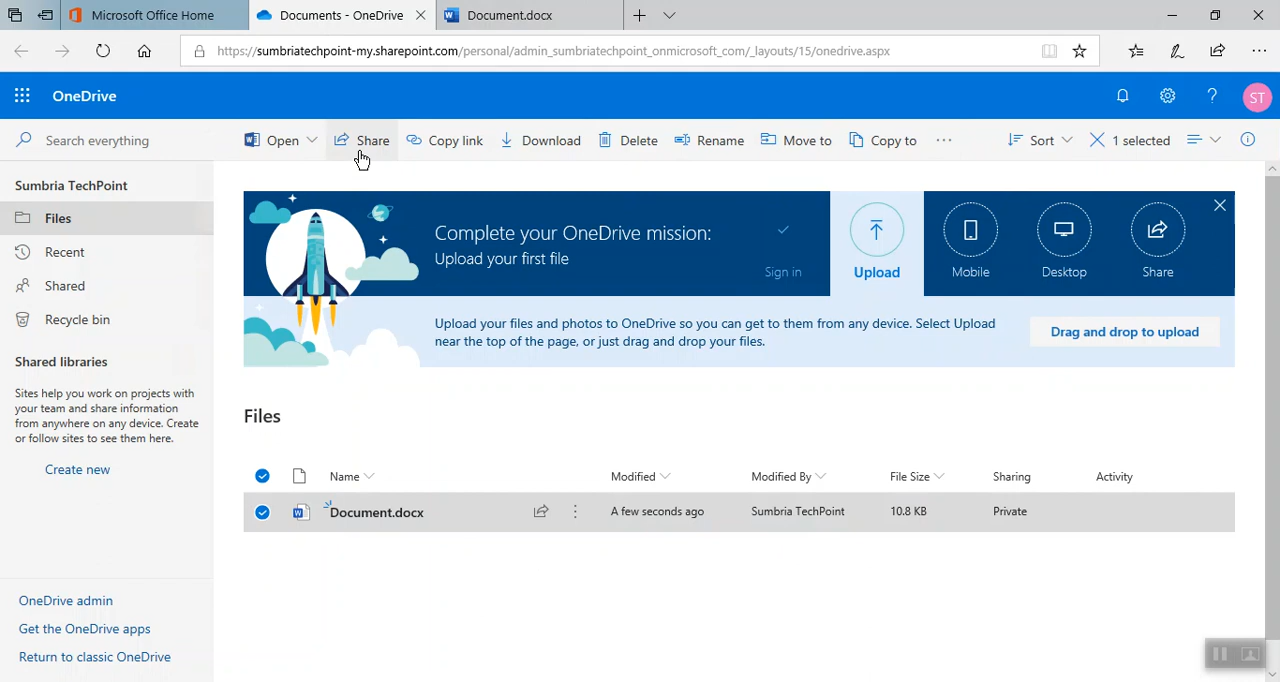 Microsoft Office Home
Documents - OneDrive
Document.docx
https://sumbriatechpoint-my.sharepoint.com/personal/admin_sumbriatechpoint_onmicrosoft_com/_layouts/15/onedrive.aspx
OneDrive
ST
Search everything
Open
Share
Copy link
Download
Delete
Rename
Move to
Copy to
Sort
1 selected
Sumbria TechPoint
Files
Recent
Shared
Recycle bin
Shared libraries
Sites help you work on projects with
your team and share information
from anywhere on any device. Create
or follow sites to see them here.
Create new
OneDrive admin
Get the OneDrive apps
Return to classic OneDrive
Complete your OneDrive mission:
Upload your first file
Sign in
Upload
Mobile
Desktop
Share
Upload your files and photos to OneDrive so you can get to them from any device. Select Upload
near the top of the page, or just drag and drop your files.
Drag and drop to upload
Files
Name
Modified
Modified By
File Size
Sharing
Activity
Document.docx
A few seconds ago
Sumbria TechPoint
10.8 KB
Private